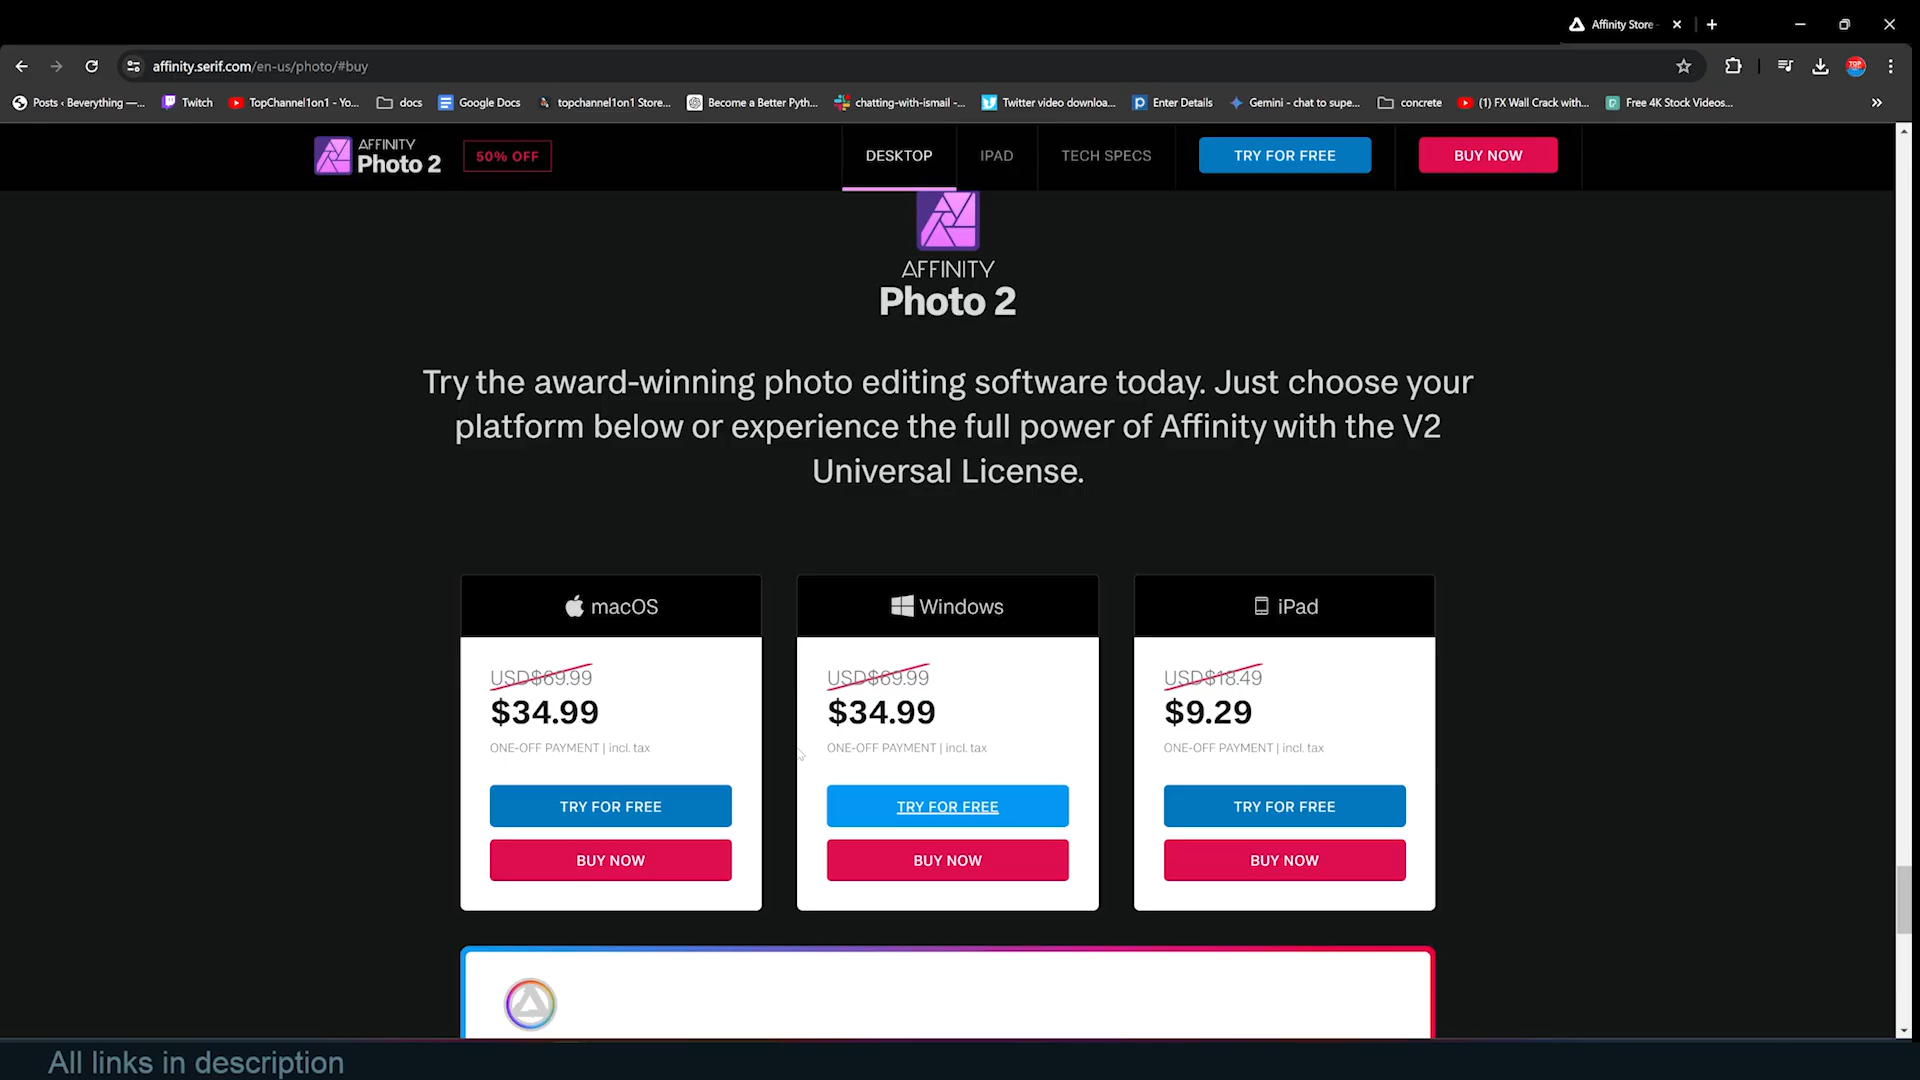 Affinity Store -
affinity.serif.com/en-us/photo/#buy
Posts ‹ Beverything —...
Twitch
TopChannel1on1 - Yo...
docs
Google Docs
topchannel1on1 Store...
Become a Better Pyth...
chatting-with-ismail -...
Twitter video downloa...
Enter Details
Gemini - chat to supe...
concrete
(1) FX Wall Crack with...
Free 4K Stock Videos...
»
AFFINITY
Photo 2
50% OFF
DESKTOP
IPAD
TECH SPECS
TRY FOR FREE
BUY NOW
AFFINITY
Photo 2
Try the award-winning photo editing software today. Just choose your
platform below or experience the full power of Affinity with the V2
Universal License.
macOS
USD$69.99
$34.99
ONE-OFF PAYMENT | incl. tax
TRY FOR FREE
BUY NOW
Windows
USD$69.99
$34.99
ONE-OFF PAYMENT | incl. tax
TRY FOR FREE
BUY NOW
iPad
USD$18.49
$9.29
ONE-OFF PAYMENT | incl. tax
TRY FOR FREE
BUY NOW
All links in description